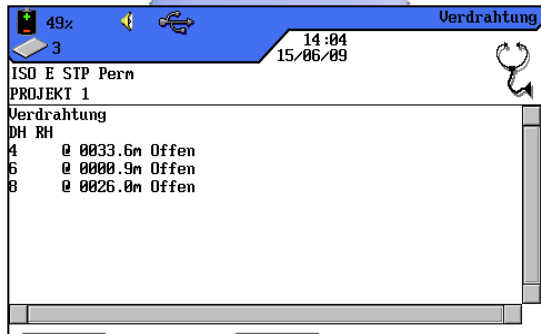 49% Verdrahtung
3 14:04
15/06/09
ISO E STP Perm
PROJEKT 1
Verdrahtung
DH RH
4 @ 0033.6m Offen
6 @ 0000.9m Offen
8 @ 0026.0m Offen